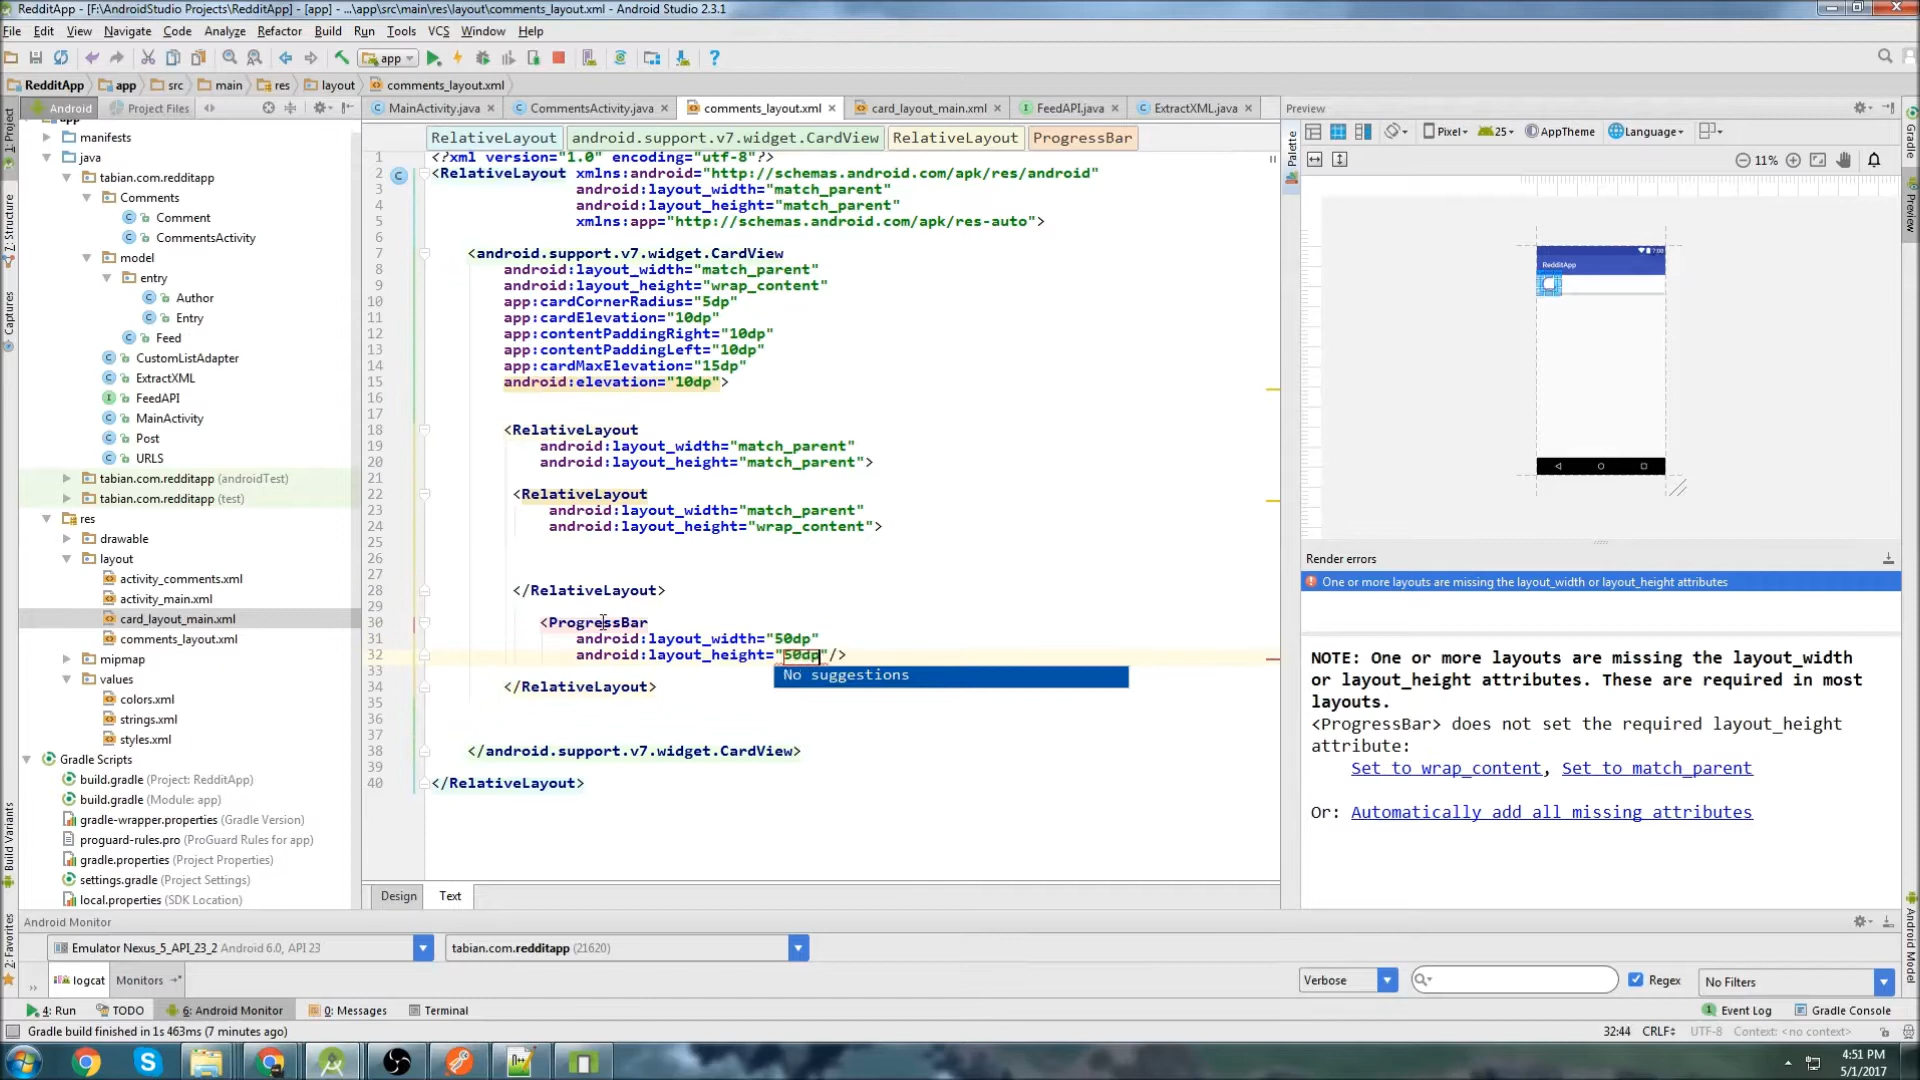 RedditApp - [F:\AndroidStudio Projects\RedditApp] - [app] - ...\app\src\main\res\layout\comments_layout.xml - Android Studio 2.3.1
File Edit View Navigate Code Analyze Refactor Build Run Tools VCS Window Help
app
RedditApp app src main res layout comments_layout.xml
Android Project Files
MainActivity.java CommentsActivity.java comments_layout.xml card_layout_main.xml FeedAPI.java ExtractXML.java
RelativeLayout android.support.v7.widget.CardView RelativeLayout ProgressBar
app
manifests
java
tabian.com.redditapp
Comments
Comment
CommentsActivity
model
entry
Author
Entry
Feed
CustomListAdapter
ExtractXML
FeedAPI
MainActivity
Post
URLS
tabian.com.redditapp (androidTest)
tabian.com.redditapp (test)
res
drawable
layout
activity_comments.xml
activity_main.xml
card_layout_main.xml
comments_layout.xml
mipmap
values
colors.xml
strings.xml
styles.xml
Gradle Scripts
build.gradle (Project: RedditApp)
build.gradle (Module: app)
gradle-wrapper.properties (Gradle Version)
proguard-rules.pro (ProGuard Rules for app)
gradle.properties (Project Properties)
settings.gradle (Project Settings)
local.properties (SDK Location)
1: Project
7: Structure
Captures
Build Variants
2: Favorites
1 <?xml version="1.0" encoding="utf-8"?>
2 <RelativeLayout xmlns:android="http://schemas.android.com/apk/res/android"
3 android:layout_width="match_parent"
4 android:layout_height="match_parent"
5 xmlns:app="http://schemas.android.com/apk/res-auto">
6
7 <android.support.v7.widget.CardView
8 android:layout_width="match_parent"
9 android:layout_height="wrap_content"
10 app:cardCornerRadius="5dp"
11 app:cardElevation="10dp"
12 app:contentPaddingRight="10dp"
13 app:contentPaddingLeft="10dp"
14 app:cardMaxElevation="15dp"
15 android:elevation="10dp">
16
17
18 <RelativeLayout
19 android:layout_width="match_parent"
20 android:layout_height="match_parent">
21
22 <RelativeLayout
23 android:layout_width="match_parent"
24 android:layout_height="wrap_content">
25
26
27
28 </RelativeLayout>
29
30 <ProgressBar
31 android:layout_width="50dp"
32 android:layout_height="50dp"/>
33
No suggestions
34 </RelativeLayout>
35
36
37
38 </android.support.v7.widget.CardView>
39
40 </RelativeLayout>
Design Text
Preview
Palette
Pixel 25 AppTheme Language
11%
7:00
RedditApp
Render errors
One or more layouts are missing the layout_width or layout_height attributes
NOTE: One or more layouts are missing the layout_width
or layout_height attributes. These are required in most
layouts.
<ProgressBar> does not set the required layout_height
attribute:
Set to wrap_content, Set to match_parent
Or: Automatically add all missing attributes
Gradle
Preview
Android Model
Android Monitor
Emulator Nexus_5_API_23_2 Android 6.0, API 23
tabian.com.redditapp (21620)
logcat Monitors
Verbose Regex No Filters
4: Run TODO 6: Android Monitor 0: Messages Terminal Event Log Gradle Console
Gradle build finished in 1s 463ms (7 minutes ago)
32:44 CRLF UTF-8 Context: <no context>
4:51 PM
5/1/2017